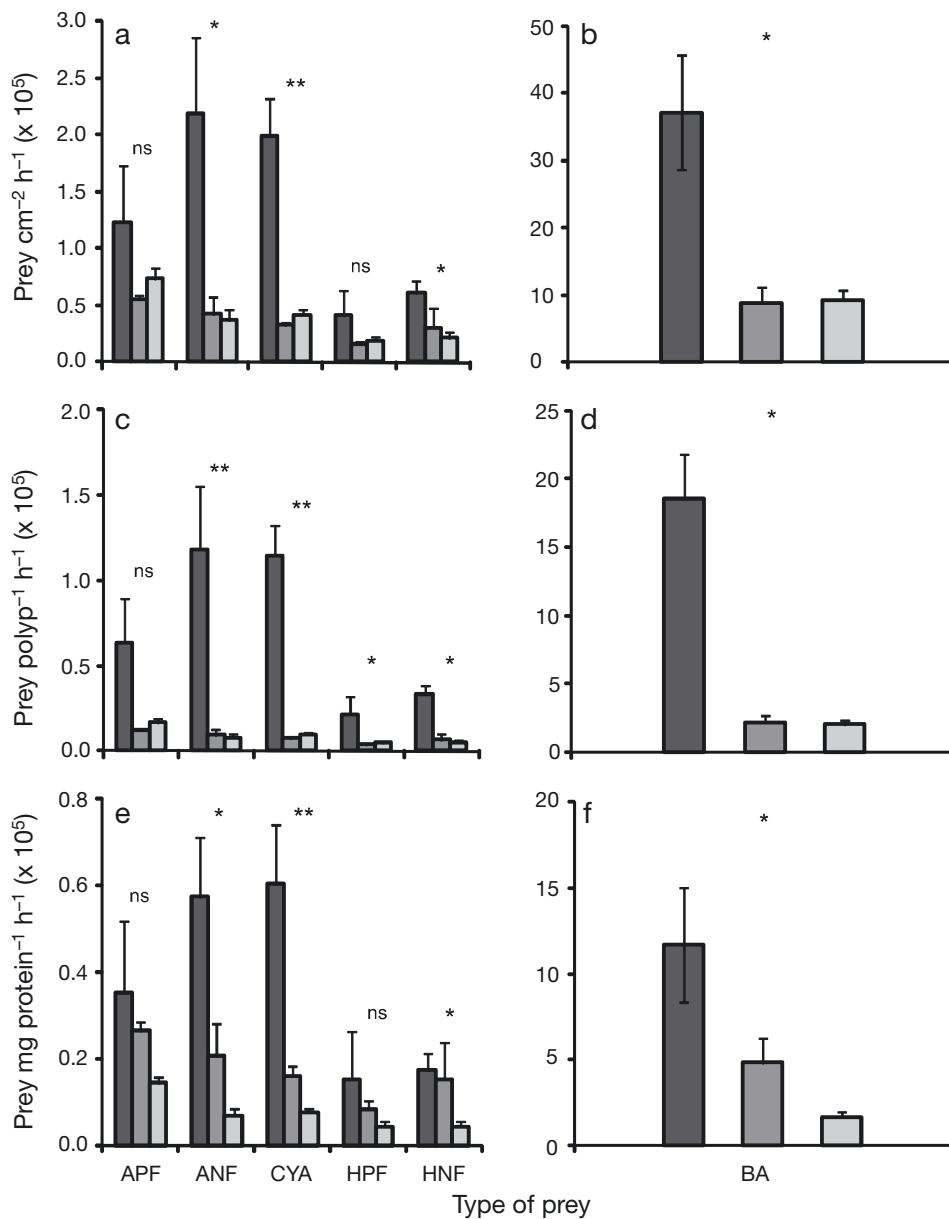 a
Prey cm⁻² h⁻¹ (x 10⁵)
3.0
2.5
2.0
1.5
1.0
0.5
0.0
ns
*
**
ns
*
b
50
40
30
20
10
0
*
c
Prey polyp⁻¹ h⁻¹ (x 10⁵)
2.0
1.5
1.0
0.5
0.0
ns
**
**
*
*
d
25
20
15
10
5
0
*
e
Prey mg protein⁻¹ h⁻¹ (x 10⁵)
0.8
0.6
0.4
0.2
0.0
ns
*
**
ns
*
f
20
15
10
5
0
*
APF ANF CYA HPF HNF BA
Type of prey